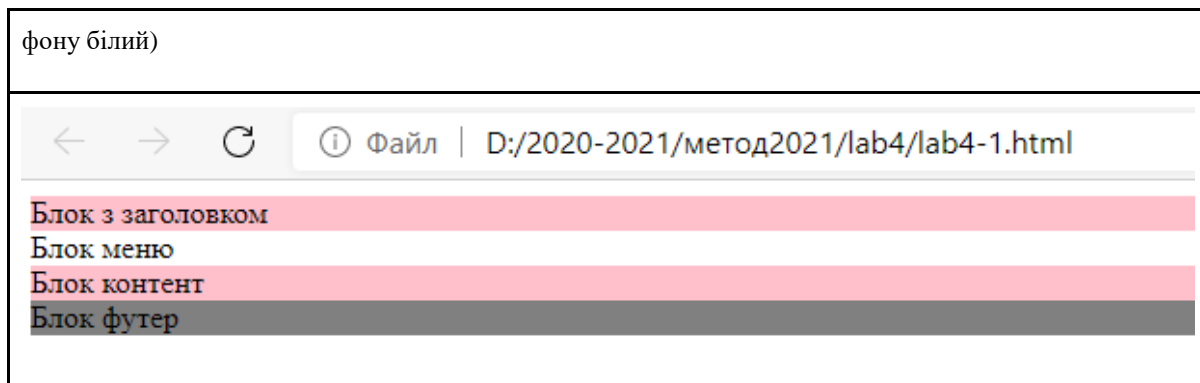 фону білий)
Файл | D:/2020-2021/метод2021/lab4/lab4-1.html
Блок з заголовком
Блок меню
Блок контент
Блок футер